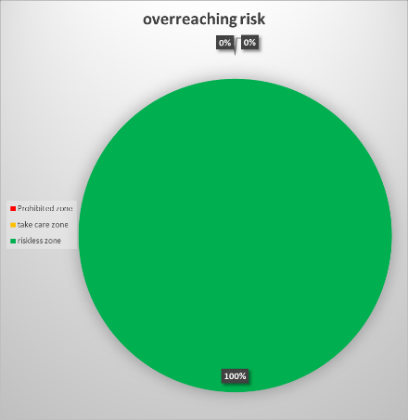 overreaching risk
0% 0%
Prohibited zone
take care zone
riskless zone
100%